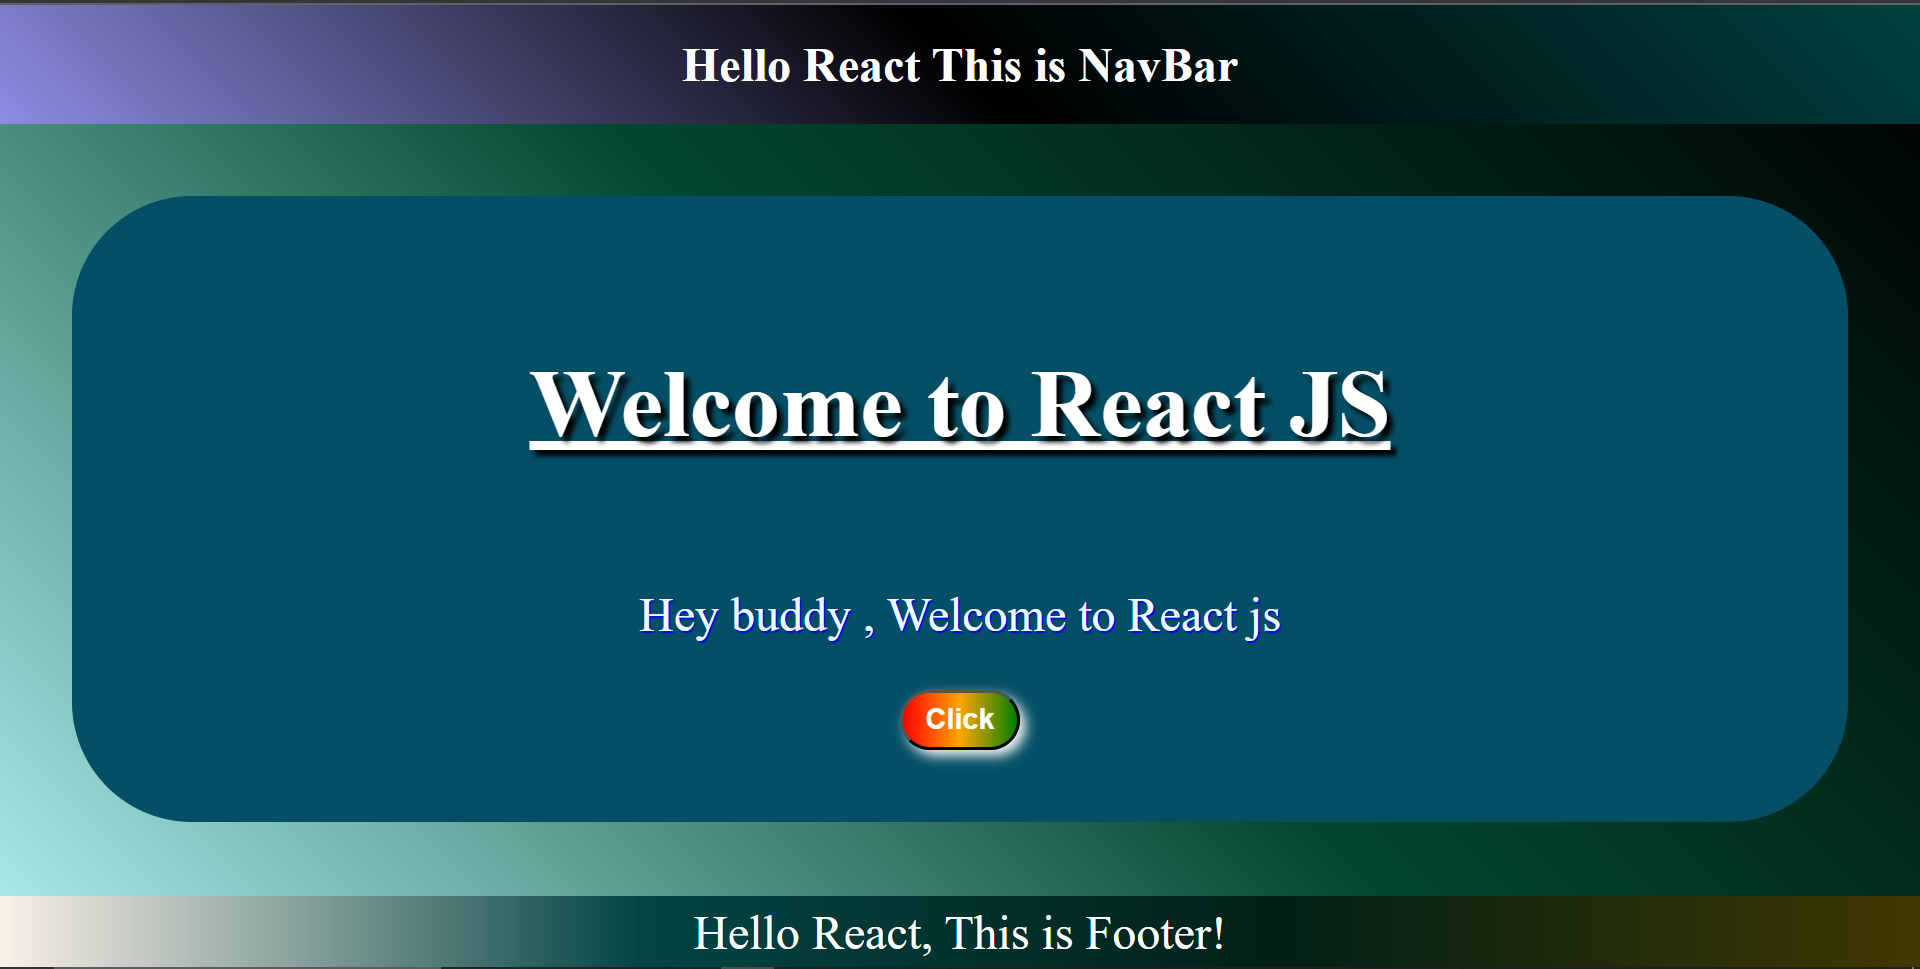 Hello React This is NavBar
Welcome to React JS
Hey buddy , Welcome to React js
Click
Hello React, This is Footer!